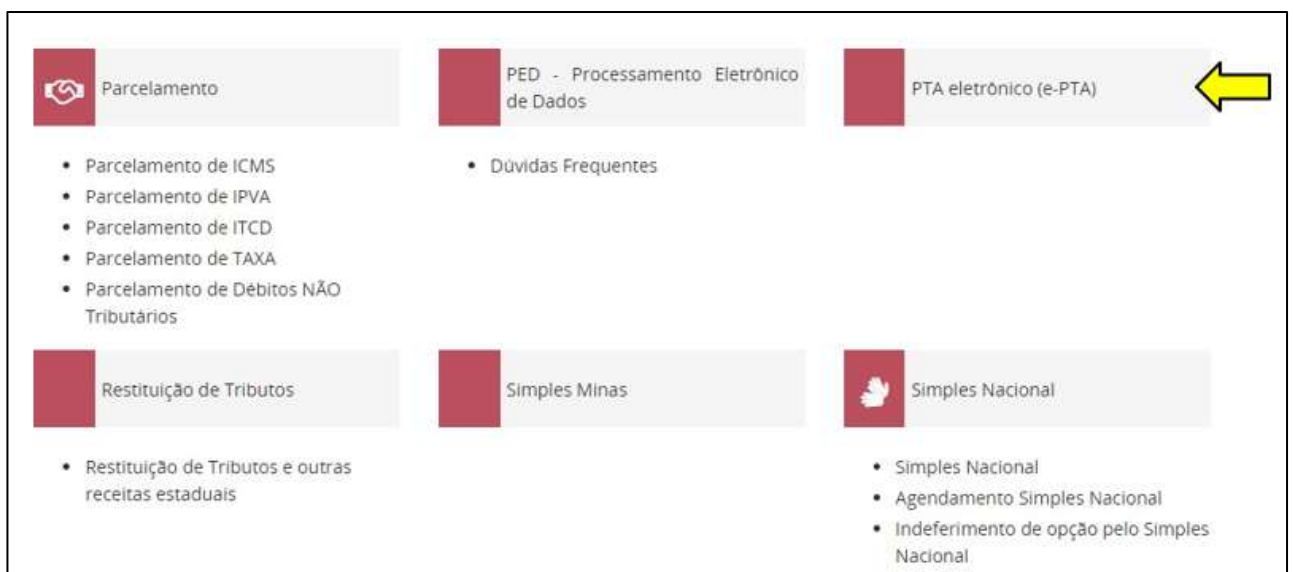 Parcelamento
PED - Processamento Eletrônico
de Dados
PTA eletrônico (e-PTA)
Parcelamento de ICMS
Parcelamento de IPVA
Parcelamento de ITCD
Parcelamento de TAXA
Parcelamento de Débitos NÃO
Tributários
Dúvidas Frequentes
Restituição de Tributos
Simples Minas
Simples Nacional
Restituição de Tributos e outras
receitas estaduais
Simples Nacional
Agendamento Simples Nacional
Indeferimento de opção pelo Simples
Nacional